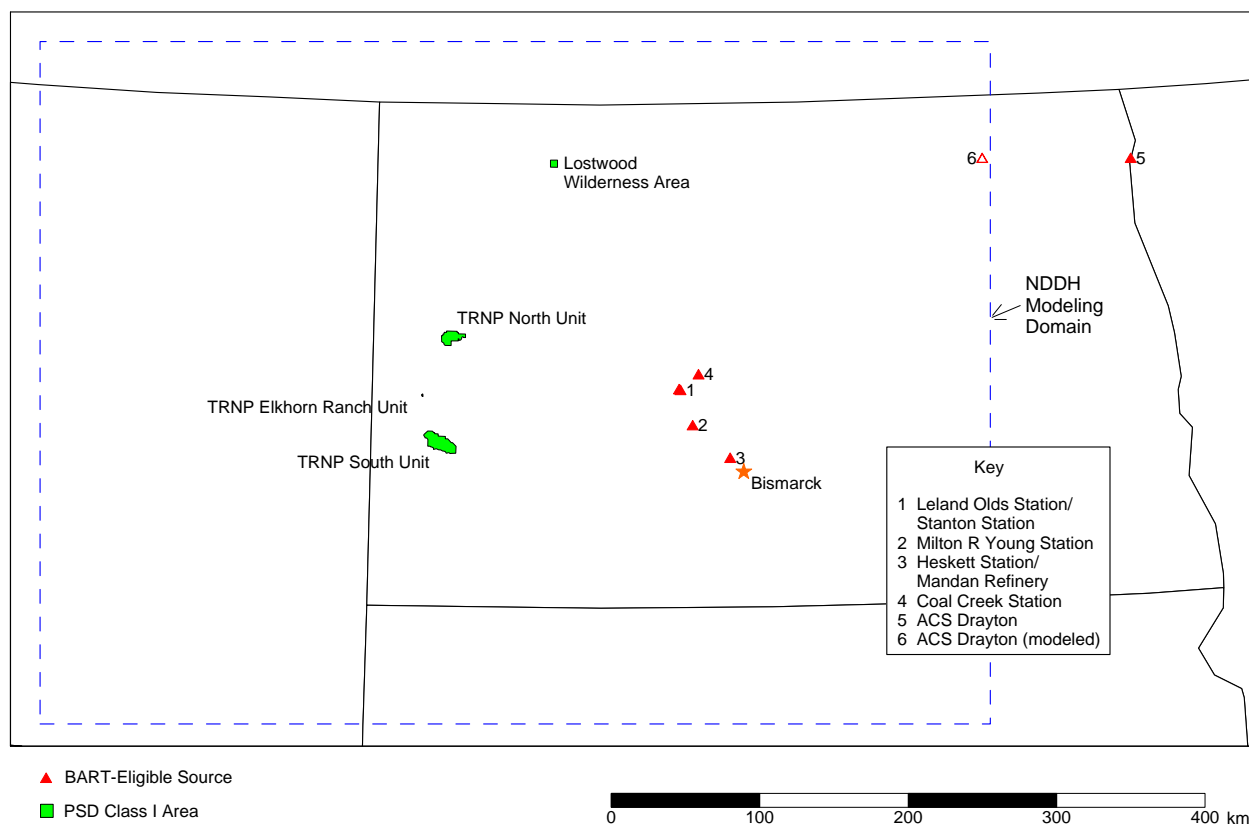 Lostwood
Wilderness Area
6
5
NDDH
Modeling
Domain
TRNP North Unit
4
1
TRNP Elkhorn Ranch Unit
2
TRNP South Unit
3
Bismarck
Key
1 Leland Olds Station/
Stanton Station
2 Milton R Young Station
3 Heskett Station/
Mandan Refinery
4 Coal Creek Station
5 ACS Drayton
6 ACS Drayton (modeled)
BART-Eligible Source
PSD Class I Area
0 100 200 300 400 km